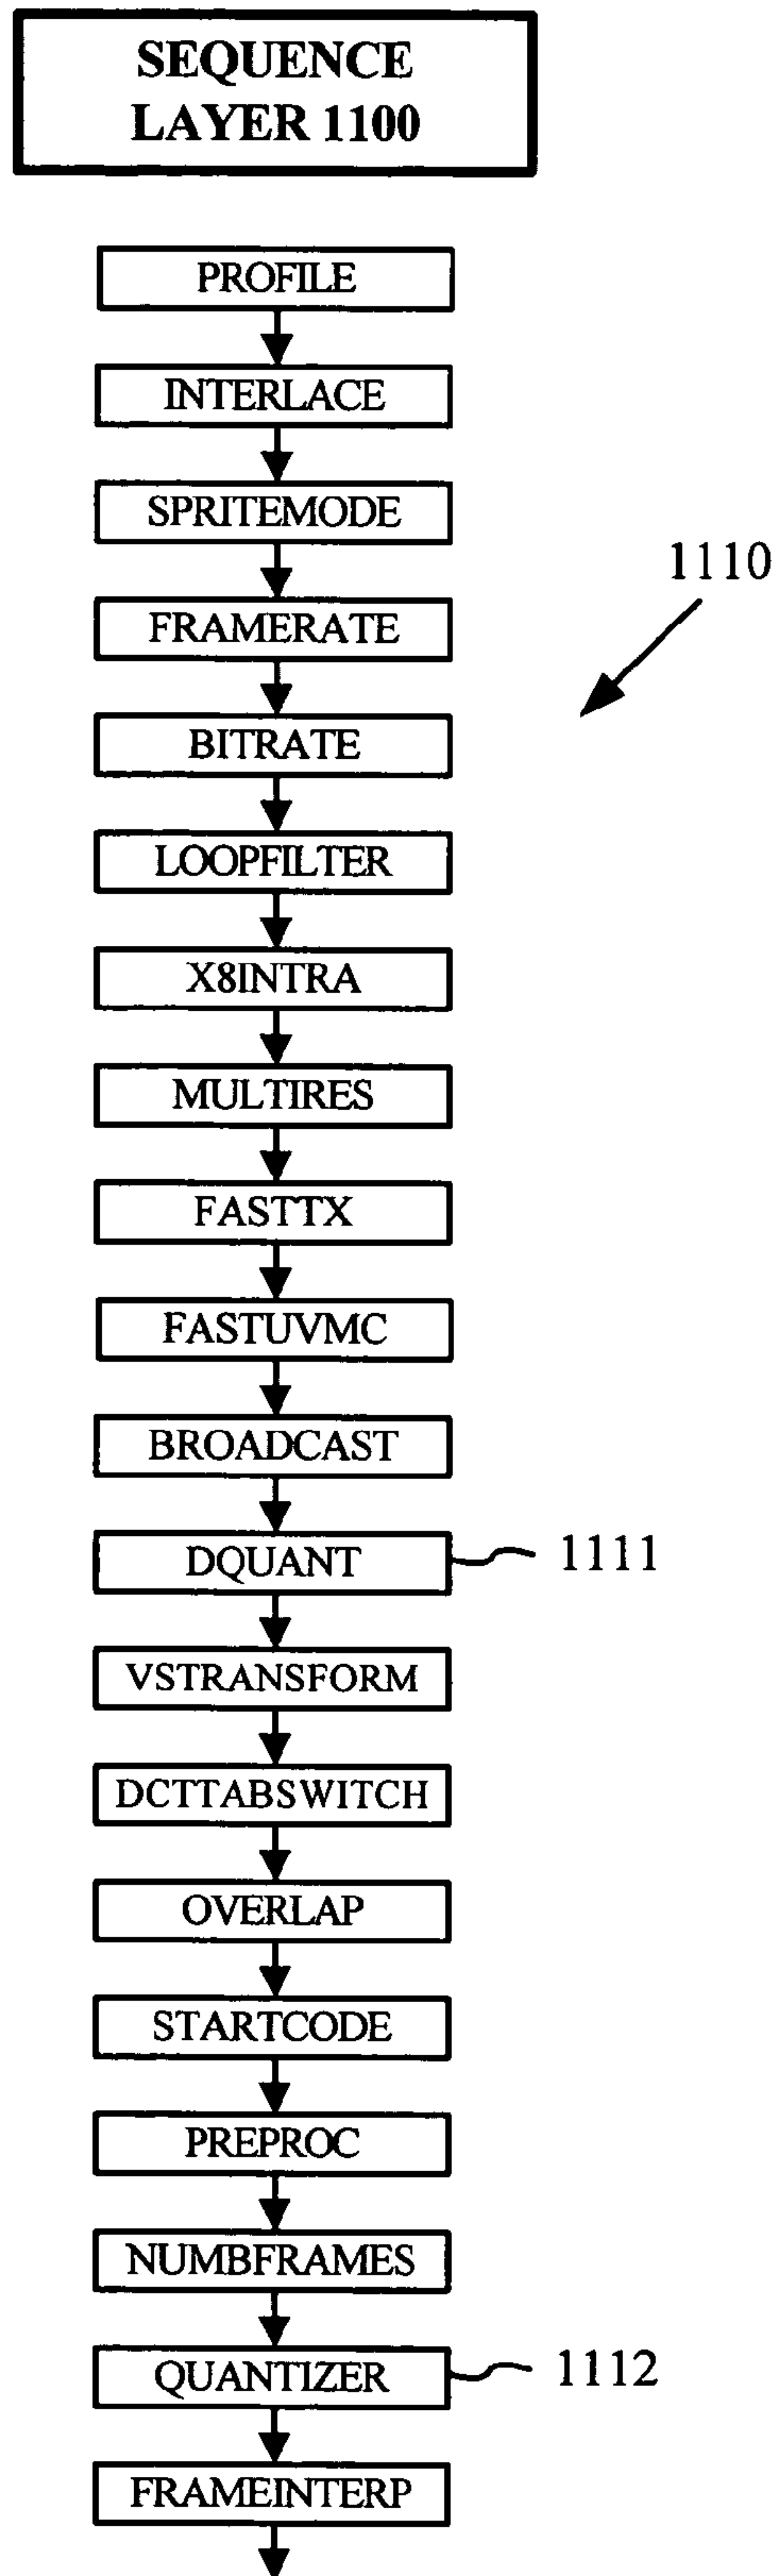 SEQUENCE
LAYER 1100
PROFILE
INTERLACE
SPRITEMODE
1110
FRAMERATE
BITRATE
LOOPFILTER
X8INTRA
MULTIRES
FASTTX
FASTUVMC
BROADCAST
DQUANT
1111
VSTRANSFORM
DCTTABSWITCH
OVERLAP
STARTCODE
PREPROC
NUMBFRAMES
QUANTIZER
1112
FRAMEINTERP